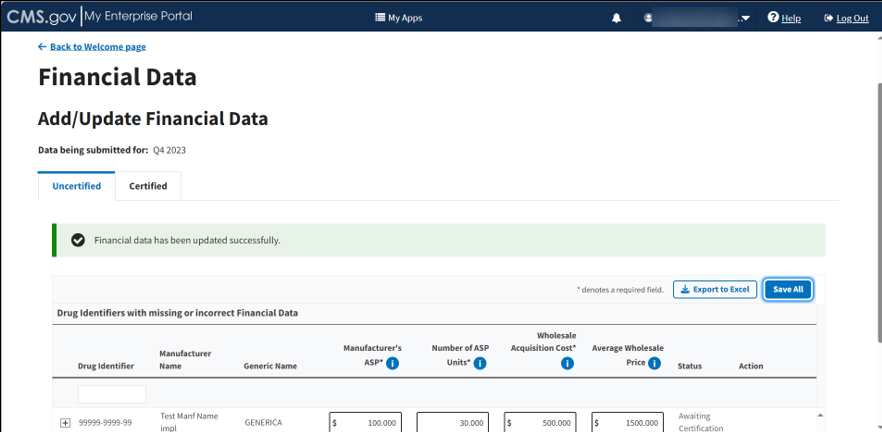 CMS.gov | My Enterprise Portal
My Apps
Help
Log Out
Back to Welcome page
Financial Data
Add/Update Financial Data
Data being submitted for: Q4 2023
Uncertified
Certified
Financial data has been updated successfully.
* denotes a required field.
Export to Excel
Save All
Drug Identifiers with missing or incorrect Financial Data
Drug Identifier
Manufacturer
Name
Generic Name
Manufacturer's
ASP*
Number of ASP
Units*
Wholesale
Acquisition Cost*
Average Wholesale
Price
Status
Action
99999-9999-99
Test Manf Name
impl
GENERICA
$ 100.000
30.000
$ 500.000
$ 1500.000
Awaiting
Certification